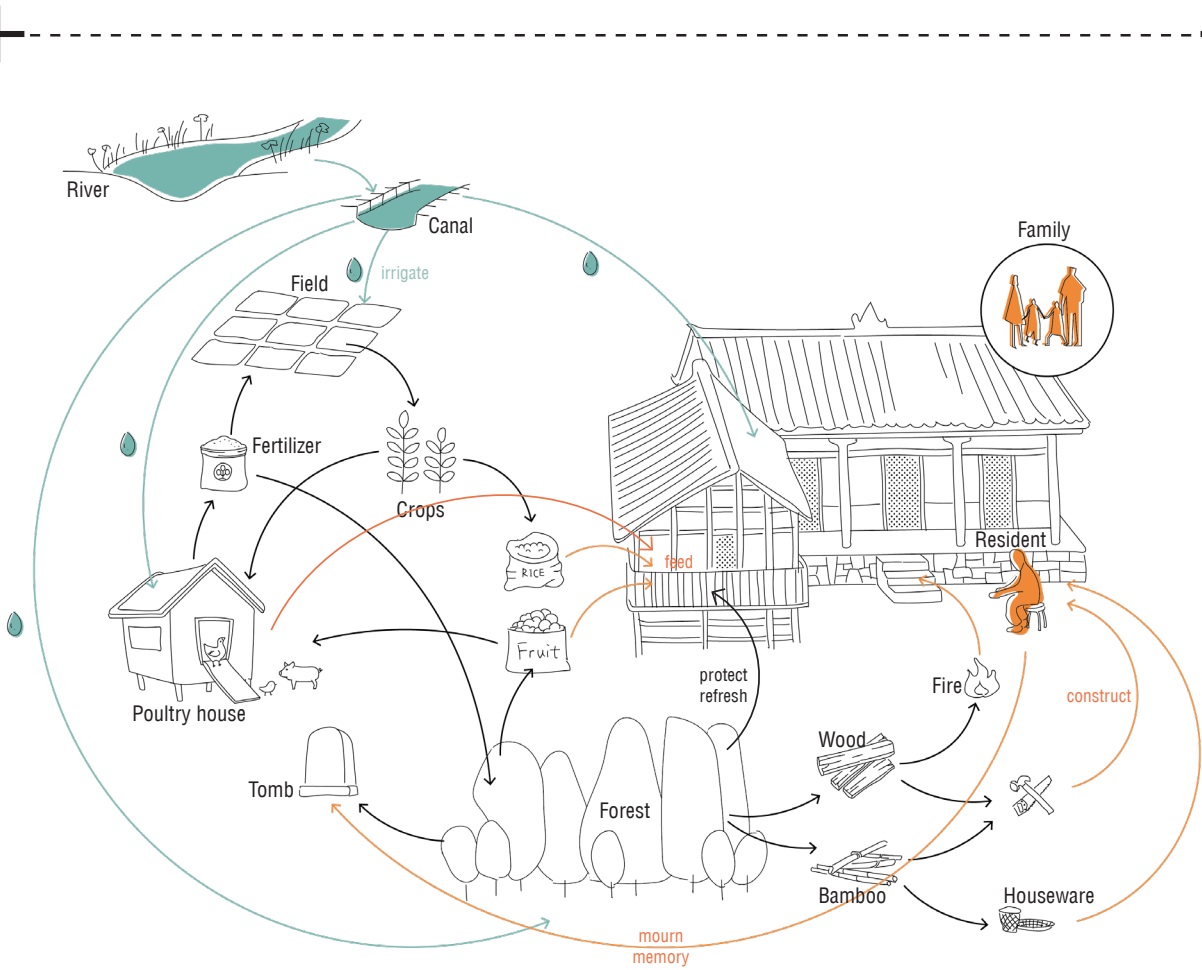 River
Canal
Family
irrigate
Field
Fertilizer
Crops
Resident
RICE
feed
Fruit
protect
refresh
Fire
construct
Poultry house
Wood
Tomb
Forest
Bamboo
Houseware
mourn
memory